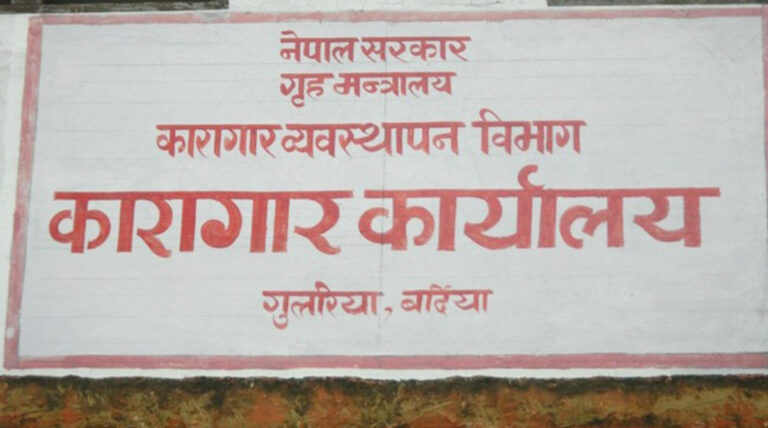 नेपाल सरकार
गृह मन्त्रालय
कारागार व्यवस्थापन विभाग
कारागार कार्यालय
गुलरिया, बर्दिया